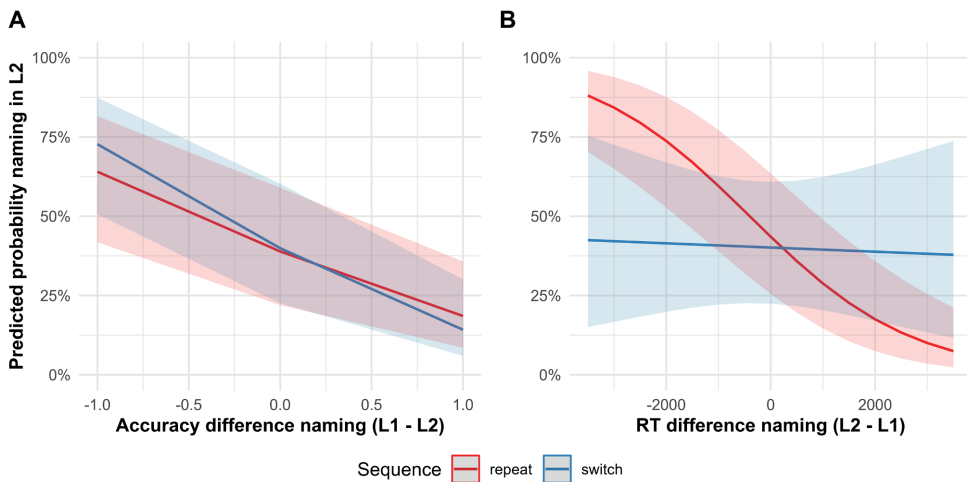 A
B
Predicted probability naming in L2
100%
75%
50%
25%
0%
-1.0
-0.5
0.0
0.5
1.0
Accuracy difference naming (L1 - L2)
100%
75%
50%
25%
0%
-2000
0
2000
RT difference naming (L2 - L1)
Sequence
repeat
switch